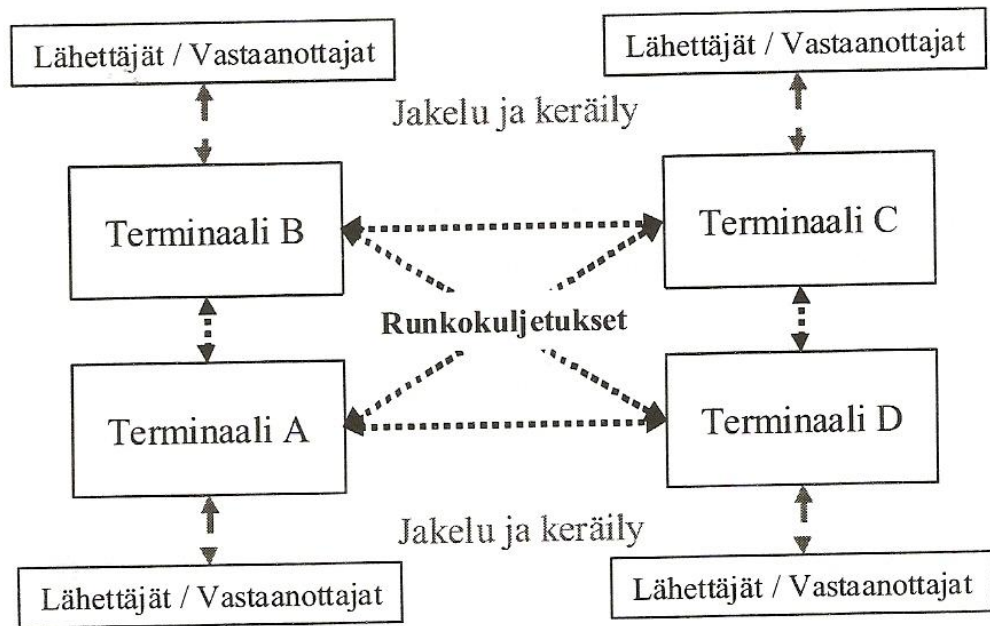 Lähettäjät / Vastaanottajat
Lähettäjät / Vastaanottajat
Jakelu ja keräily
Terminaali B
Terminaali C
Runkokuljetukset
Terminaali A
Terminaali D
Jakelu ja keräily
Lähettäjät / Vastaanottajat
Lähettäjät / Vastaanottajat